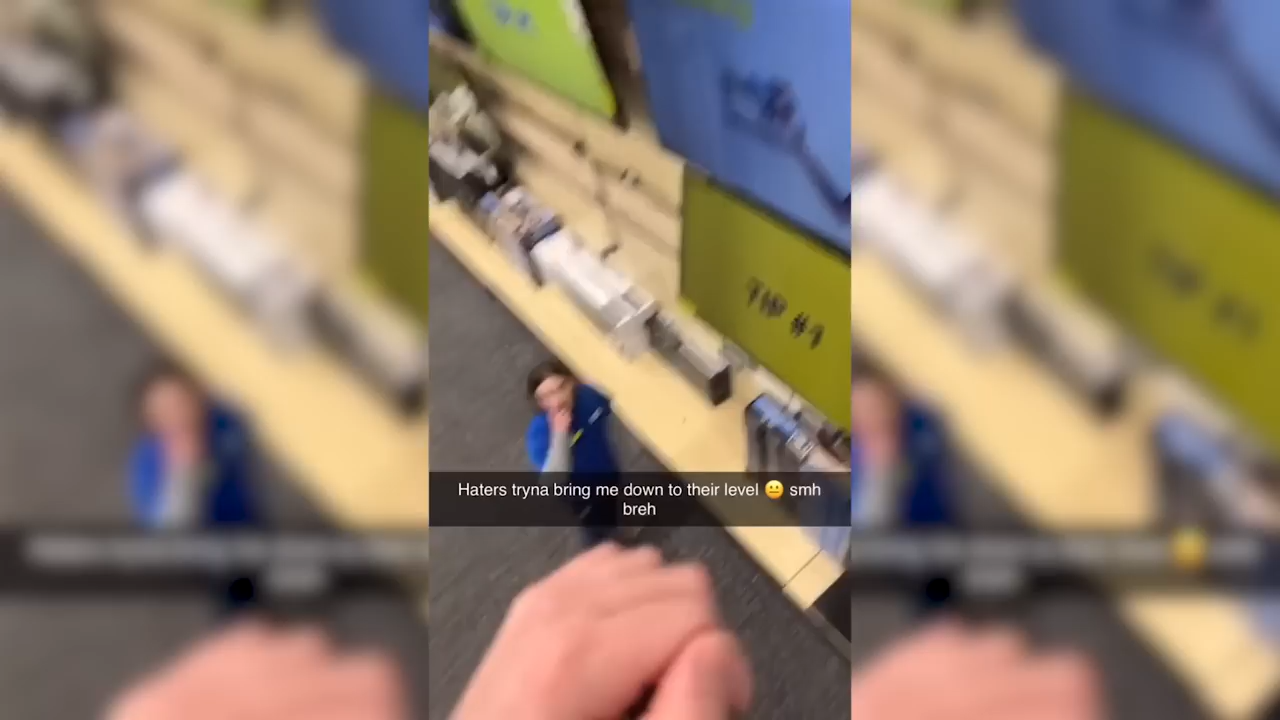 TIP #1
Haters tryna bring me down to their level 😐 smh
breh